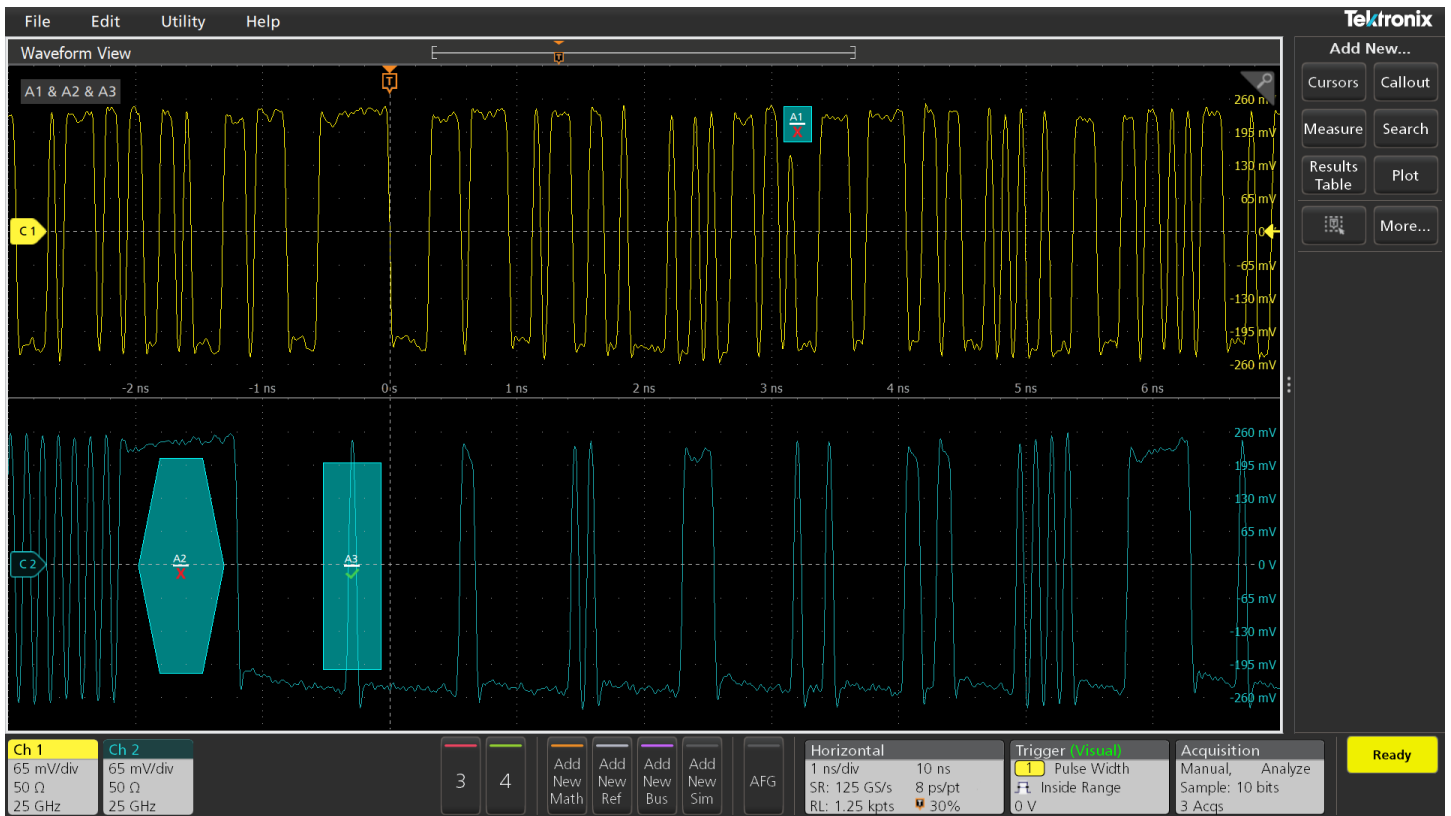 File Edit Utility Help
Tektronix
Waveform View
Add New...
A1 & A2 & A3
T
T
Cursors Callout
Measure Search
Results Table Plot
More...
A1
C 1
195 mV
130 mV
65 mV
-65 mV
-130 mV
-195 mV
-260 mV
-2 ns -1 ns 0 s 1 ns 2 ns 3 ns 4 ns 5 ns 6 ns
260 mV
195 mV
130 mV
65 mV
0 V
-65 mV
-130 mV
-195 mV
-260 mV
C 2
A2
A3
Ch 1
65 mV/div
50 Ω
25 GHz
Ch 2
65 mV/div
50 Ω
25 GHz
3 4
Add New Math
Add New Ref
Add New Bus
Add New Sim
AFG
Horizontal
1 ns/div 10 ns
SR: 125 GS/s 8 ps/pt
RL: 1.25 kpts 30%
Trigger (Visual)
1 Pulse Width
Inside Range
0 V
Acquisition
Manual, Analyze
Sample: 10 bits
3 Acqs
Ready